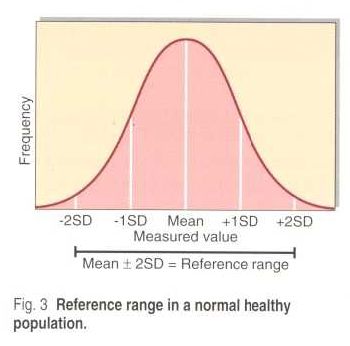 Frequency
-2SD -1SD Mean +1SD +2SD
Measured value
Mean ± 2SD = Reference range
Fig. 3 Reference range in a normal healthy
population.